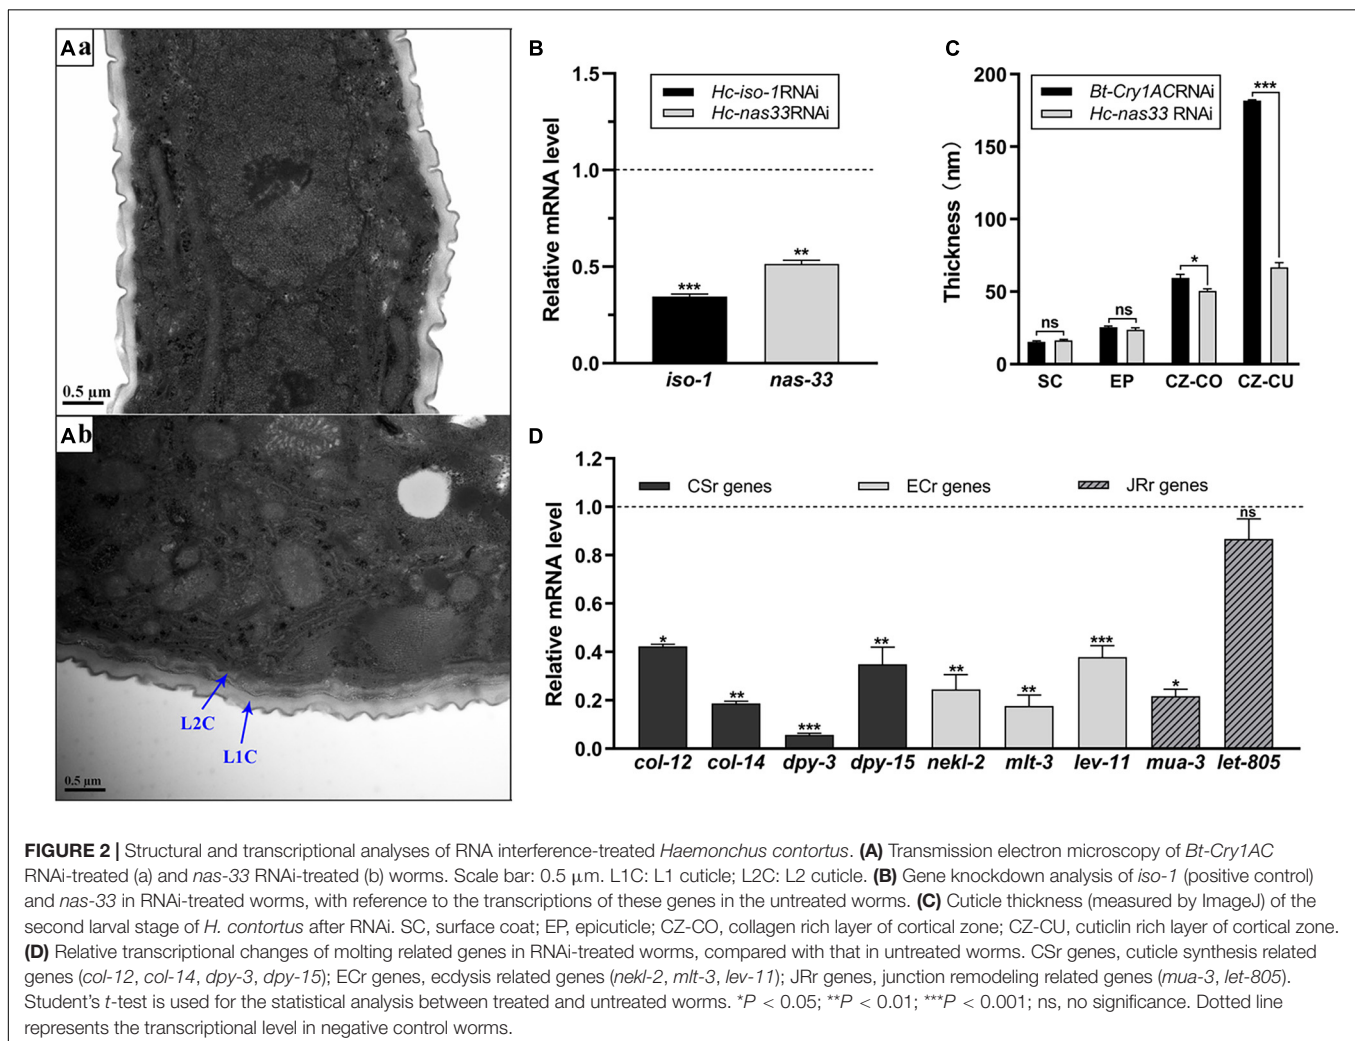 Aa
0.5 μm
Ab
L2C
L1C
0.5 μm
B
Relative mRNA level
1.5
1.0
0.5
0.0
Hc-iso-1RNAi
Hc-nas33RNAi
***
**
iso-1
nas-33
C
Thickness (nm)
200
150
100
50
0
Bt-Cry1ACRNAi
Hc-nas33 RNAi
ns
ns
*
***
SC
EP
CZ-CO
CZ-CU
D
Relative mRNA level
1.2
1.0
0.8
0.6
0.4
0.2
0.0
CSr genes
ECr genes
JRr genes
*
**
***
**
**
**
***
*
ns
col-12
col-14
dpy-3
dpy-15
nekl-2
mlt-3
lev-11
mua-3
let-805
FIGURE 2 | Structural and transcriptional analyses of RNA interference-treated Haemonchus contortus. (A) Transmission electron microscopy of Bt-Cry1AC
RNAi-treated (a) and nas-33 RNAi-treated (b) worms. Scale bar: 0.5 μm. L1C: L1 cuticle; L2C: L2 cuticle. (B) Gene knockdown analysis of iso-1 (positive control)
and nas-33 in RNAi-treated worms, with reference to the transcriptions of these genes in the untreated worms. (C) Cuticle thickness (measured by ImageJ) of the
second larval stage of H. contortus after RNAi. SC, surface coat; EP, epicuticle; CZ-CO, collagen rich layer of cortical zone; CZ-CU, cuticlin rich layer of cortical zone.
(D) Relative transcriptional changes of molting related genes in RNAi-treated worms, compared with that in untreated worms. CSr genes, cuticle synthesis related
genes (col-12, col-14, dpy-3, dpy-15); ECr genes, ecdysis related genes (nekl-2, mlt-3, lev-11); JRr genes, junction remodeling related genes (mua-3, let-805).
Student's t-test is used for the statistical analysis between treated and untreated worms. *P < 0.05; **P < 0.01; ***P < 0.001; ns, no significance. Dotted line
represents the transcriptional level in negative control worms.